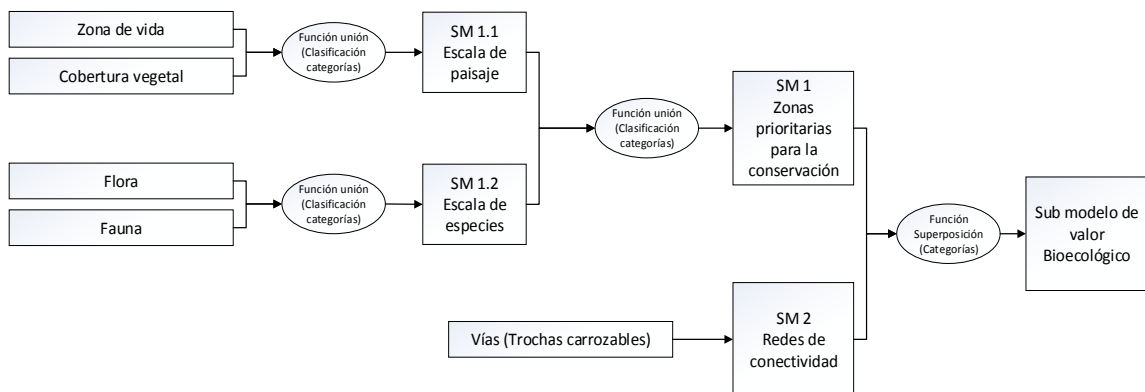 Zona de vida
Cobertura vegetal
Función unión
(Clasificación
categorías)
SM 1.1
Escala de
paisaje
Flora
Fauna
Función unión
(Clasificación
categorías)
SM 1.2
Escala de
especies
Función unión
(Clasificación
categorías)
SM 1
Zonas
prioritarias
para la
conservación
Vías (Trochas carrozables)
SM 2
Redes de
conectividad
Función
Superposición
(Categorías)
Sub modelo de
valor
Bioecológico